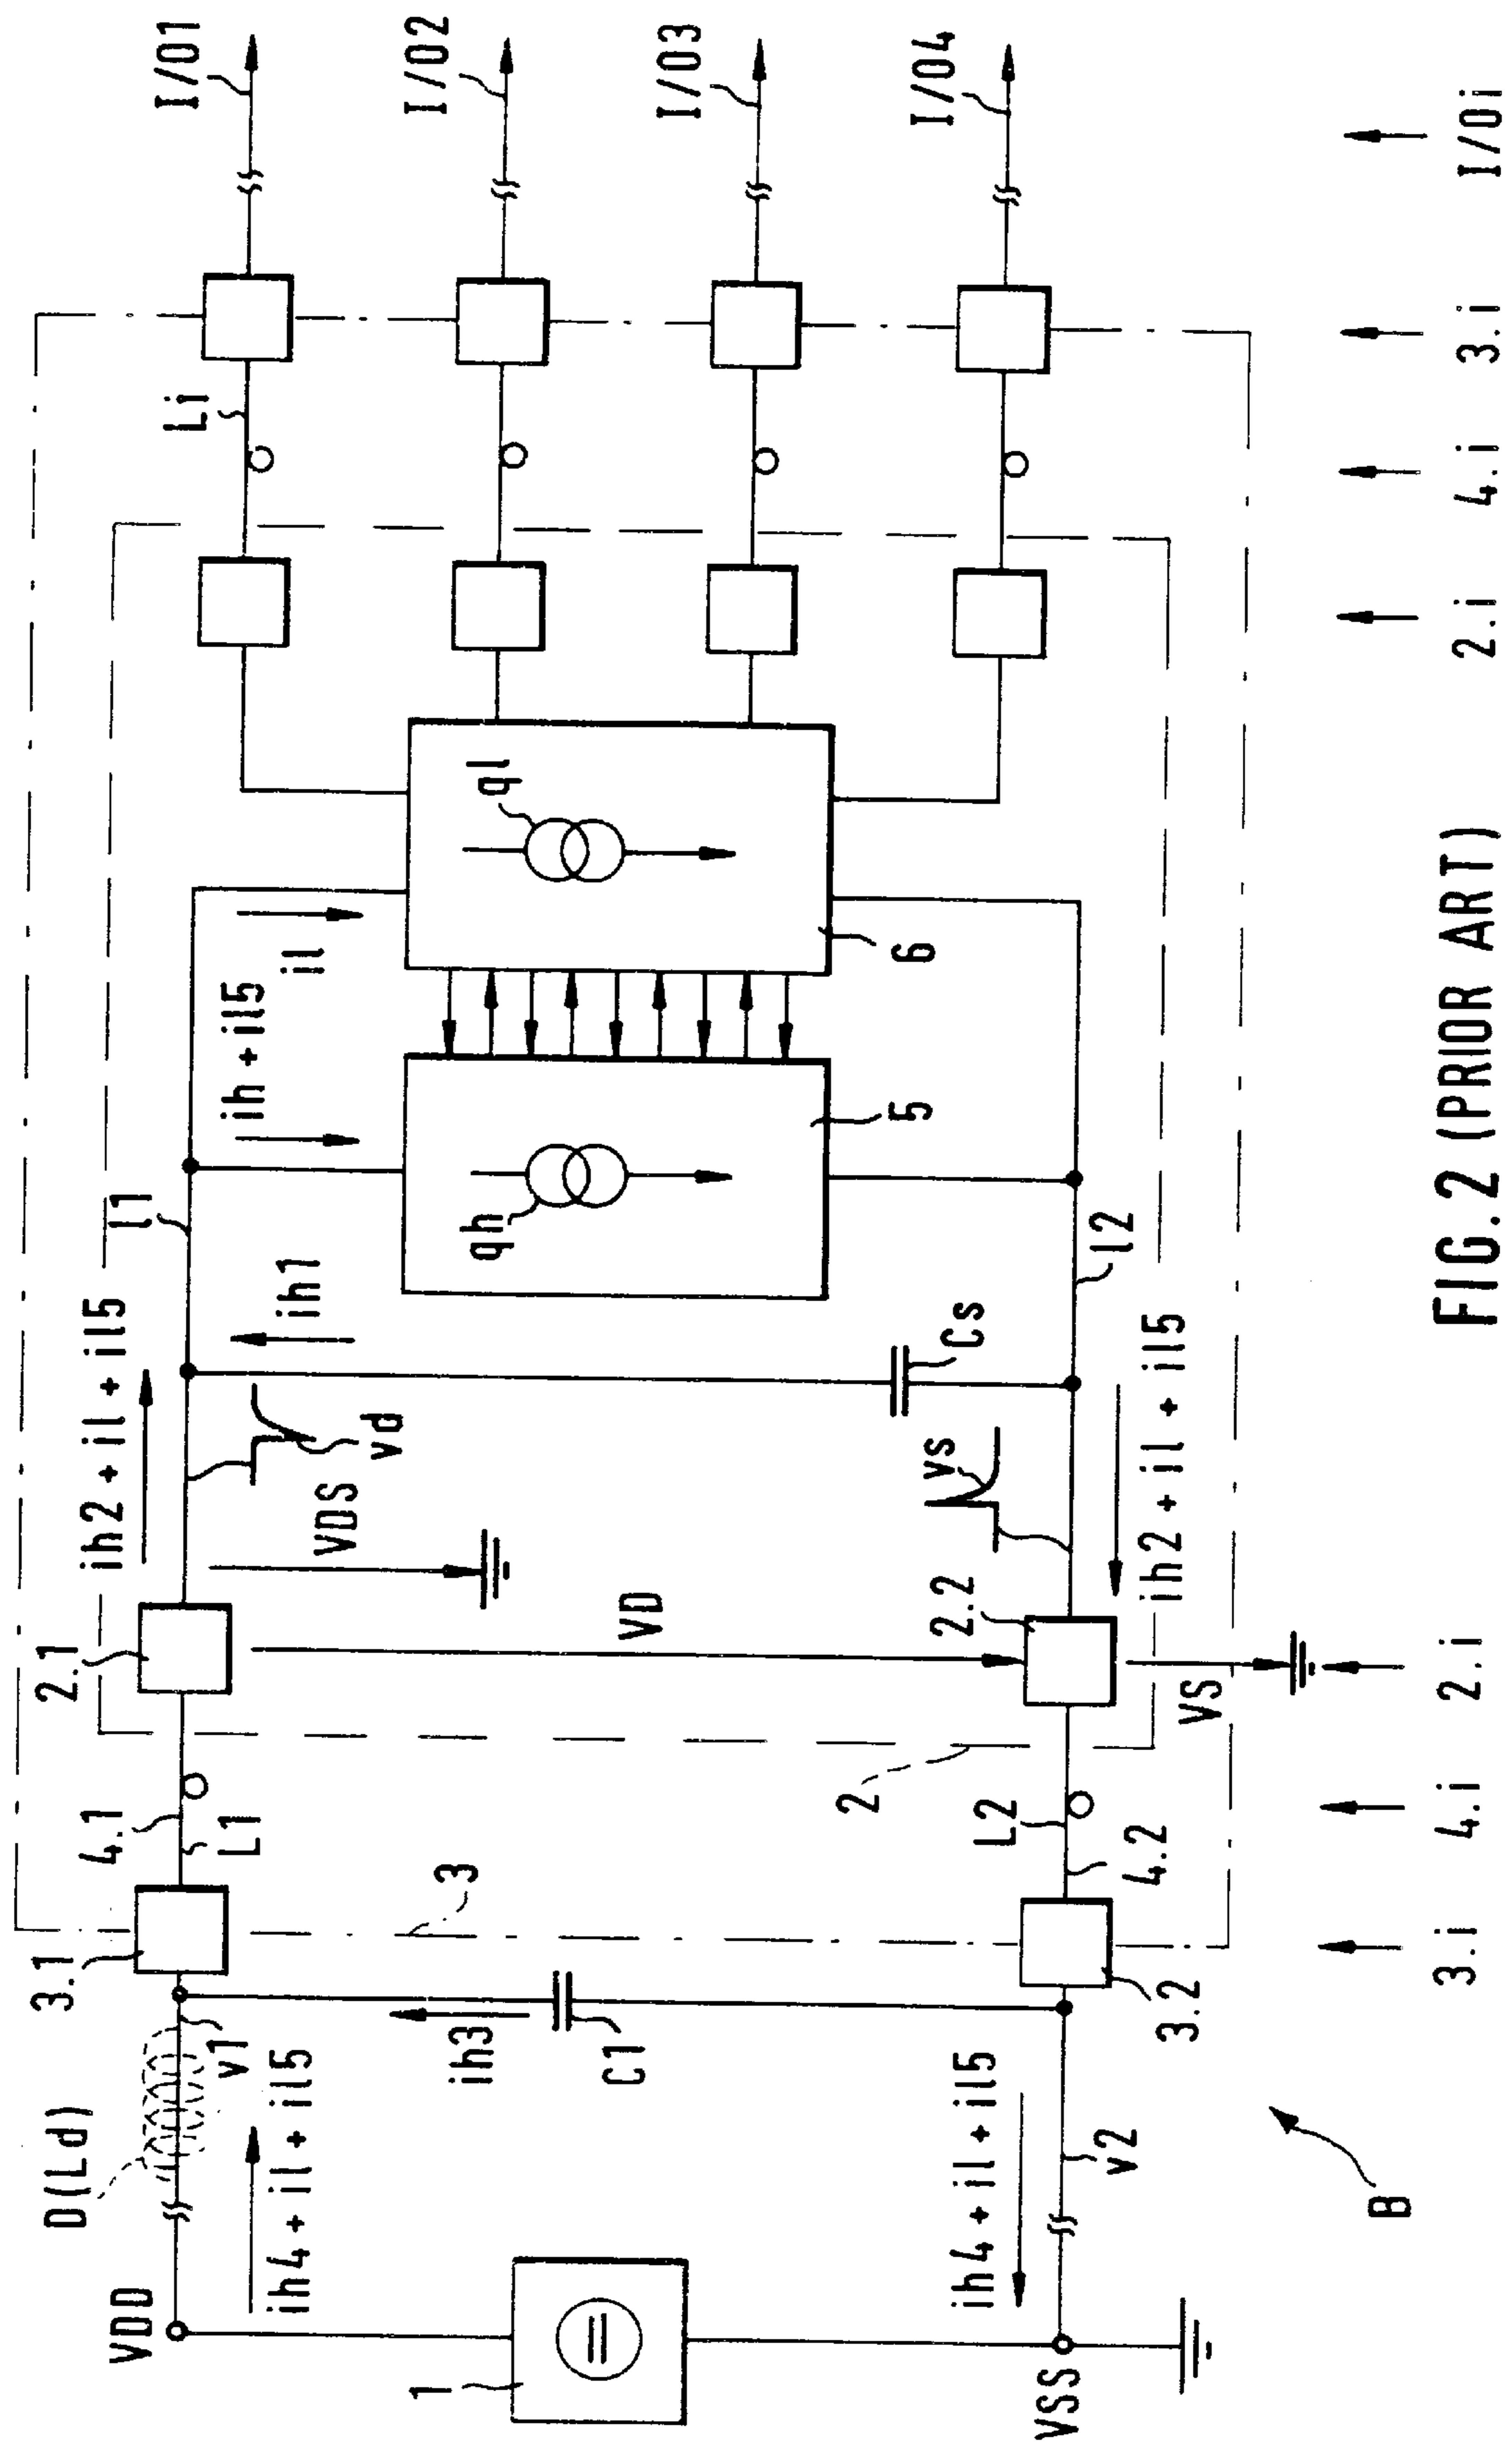 VDD
D(Ld)
v1
ih4+il+il5
3.1
4.1
L1
2.1
ih2+il+il5
vd
VDS
l1
ih1
ih+il5
il
Li
I/O1
I/O2
I/O3
I/O4
1
ih3
C1
3
2
VD
qh
5
ql
6
VSS
ih4+il+il5
v2
3.2
L2
4.2
2.2
VS
vs
Cs
ih2+il+il5
l2
B
3.i
4.i
2.i
2.i
4.i
3.i
I/Oi
FIG. 2 (PRIOR ART)